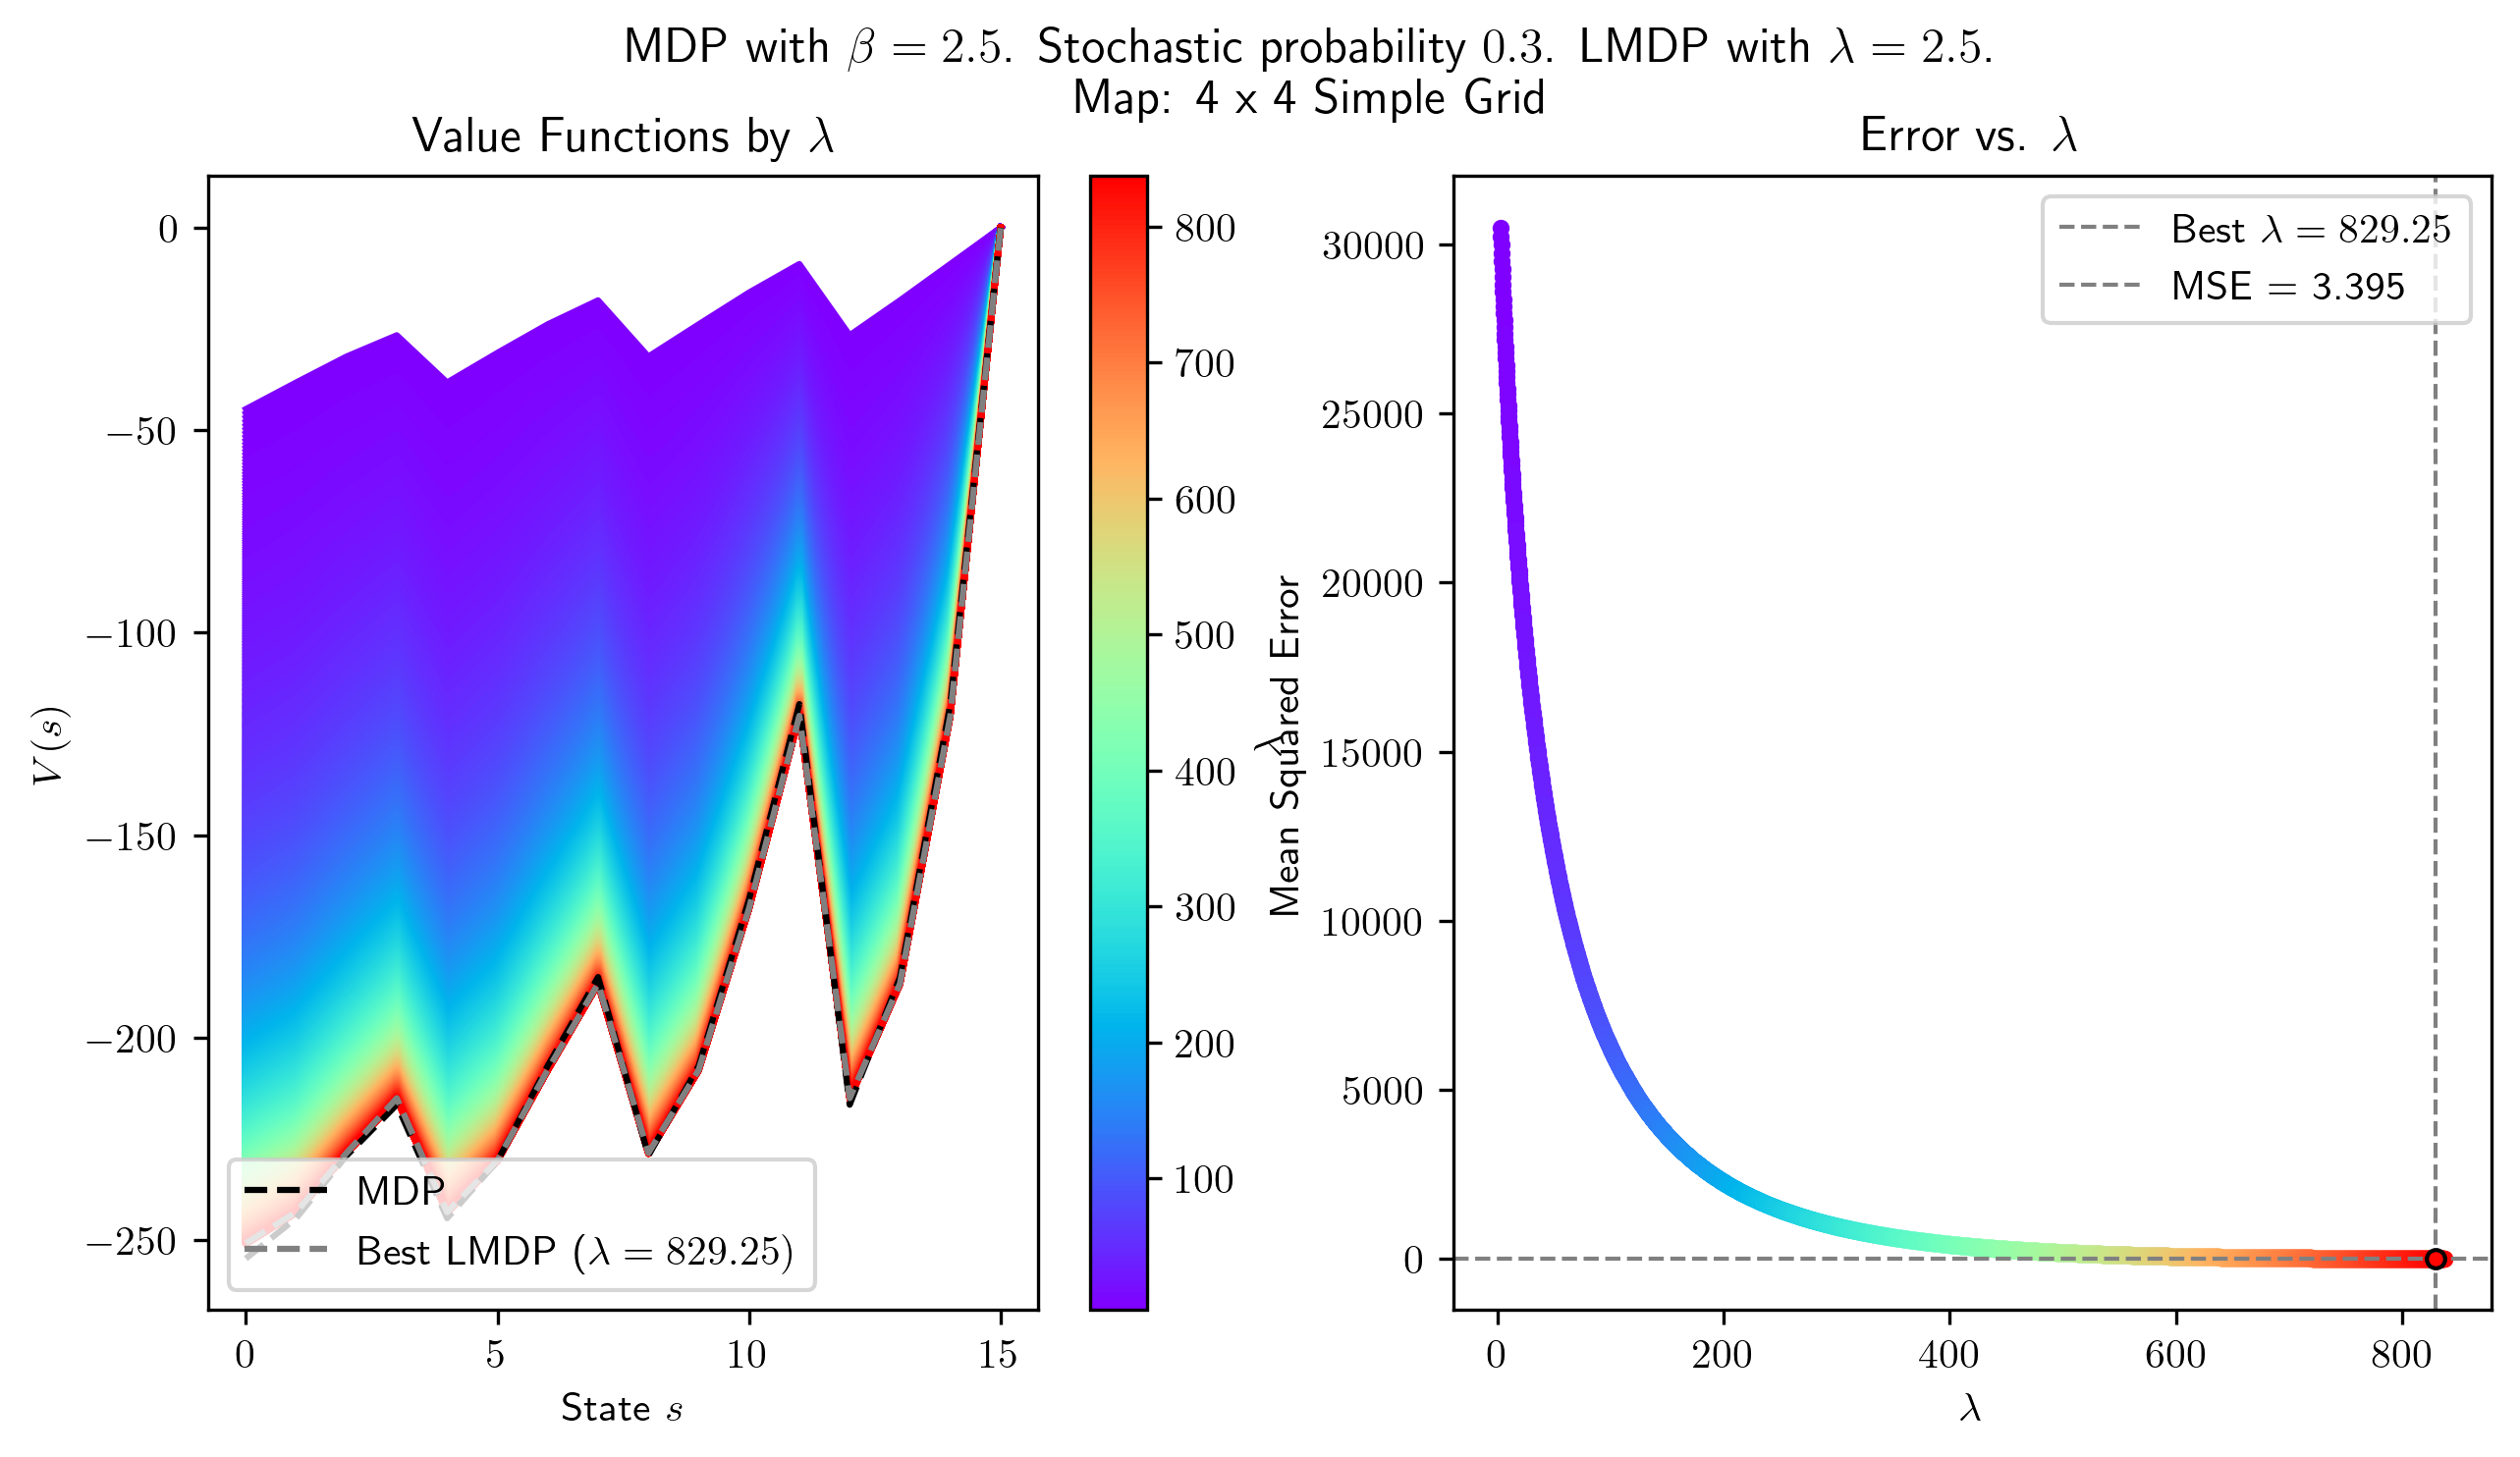 MDP with β = 2.5. Stochastic probability 0.3. LMDP with λ = 2.5.
Map: 4 x 4 Simple Grid
Value Functions by λ
0
−50
−100
−150
−200
−250
V(s)
0
5
10
15
State s
MDP
Best LMDP (λ = 829.25)
800
700
600
500
400
300
200
100
λ
Error vs. λ
Mean Squared Error
30000
25000
20000
15000
10000
5000
0
0
200
400
600
800
λ
Best λ = 829.25
MSE = 3.395